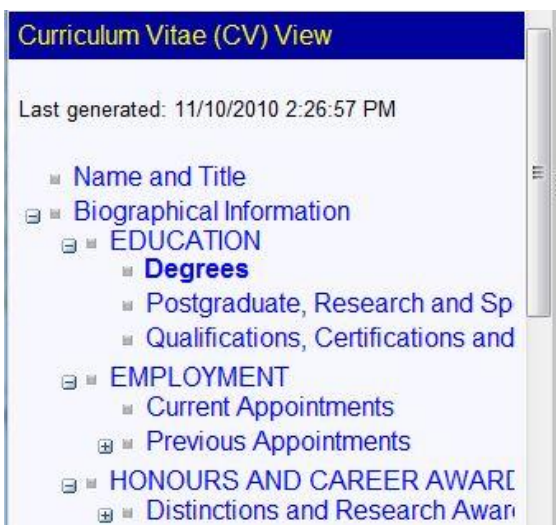 Curriculum Vitae (CV) View
Last generated: 11/10/2010 2:26:57 PM
Name and Title
Biographical Information
EDUCATION
Degrees
Postgraduate, Research and Sp
Qualifications, Certifications and
EMPLOYMENT
Current Appointments
Previous Appointments
HONOURS AND CAREER AWARD
Distinctions and Research Awar